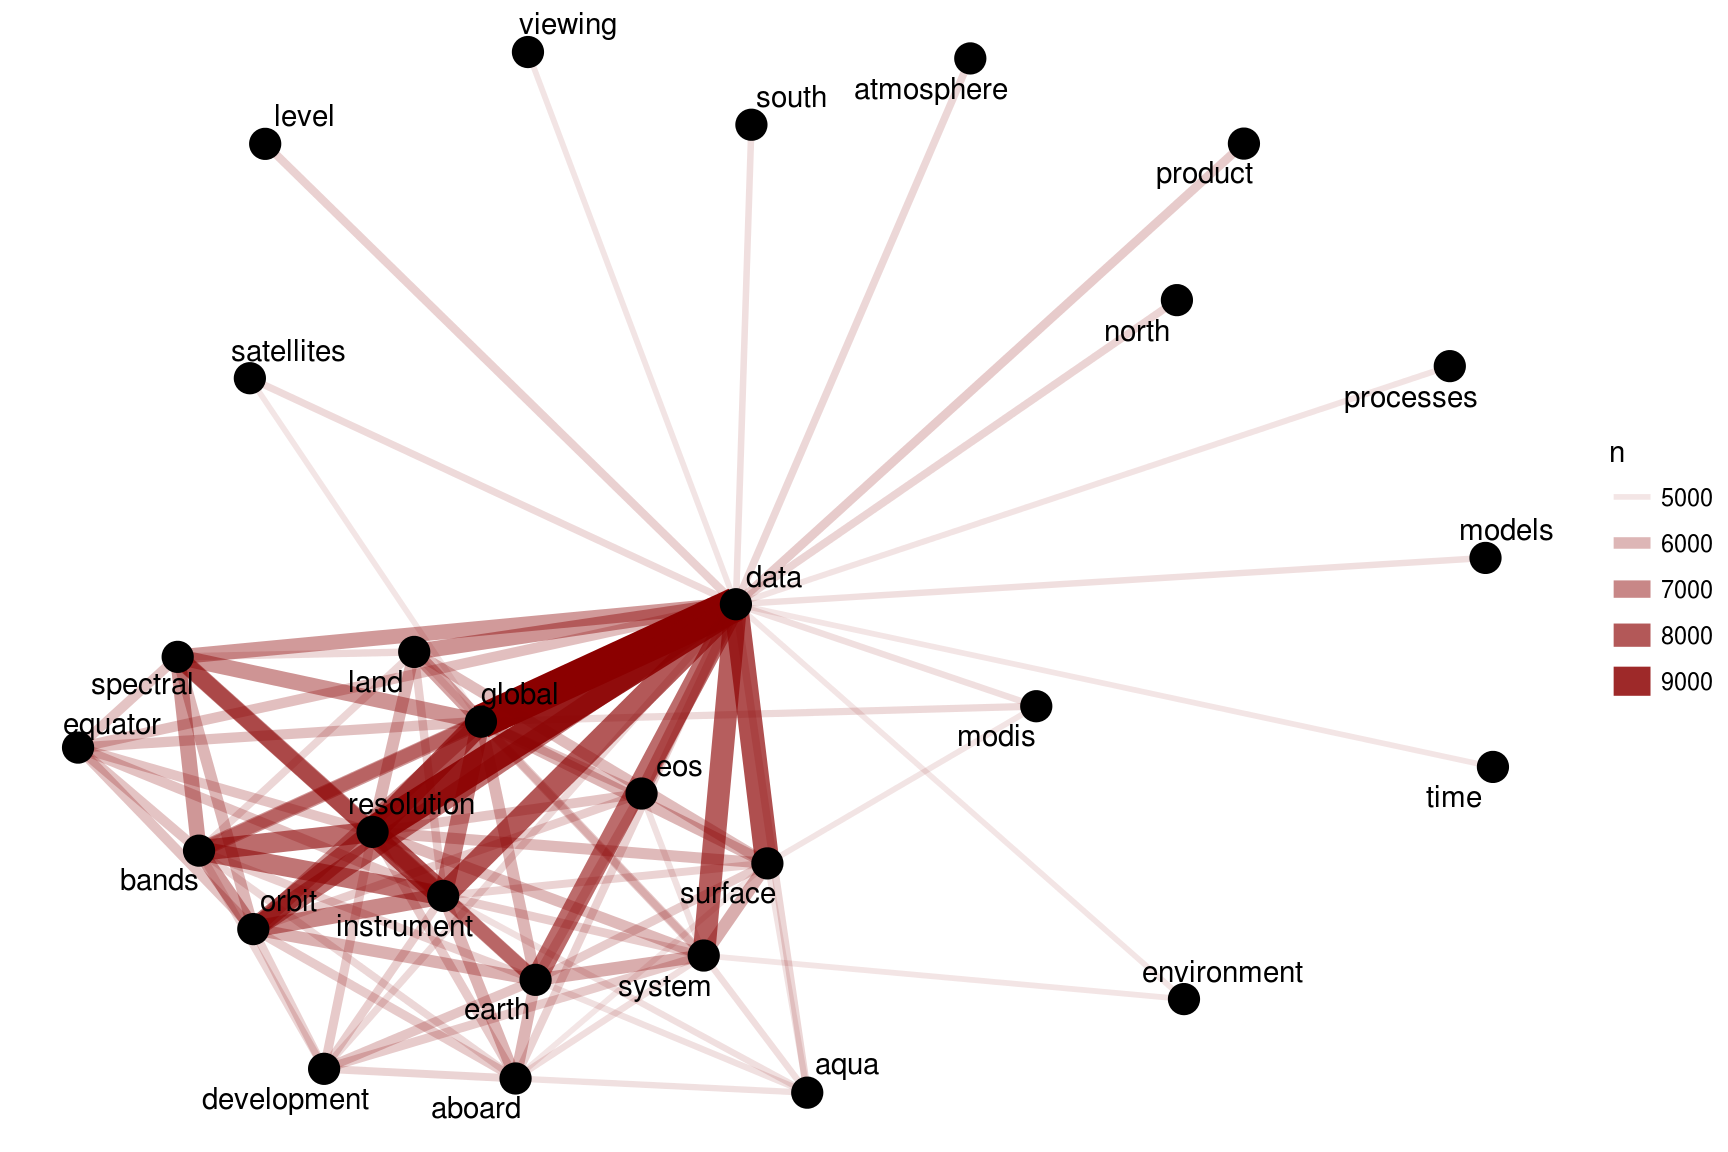 viewing
atmosphere
south
level
product
north
satellites
processes
n
5000
6000
7000
8000
9000
models
data
land
spectral
global
equator
modis
eos
time
resolution
bands
surface
orbit
instrument
environment
system
earth
aqua
development
aboard